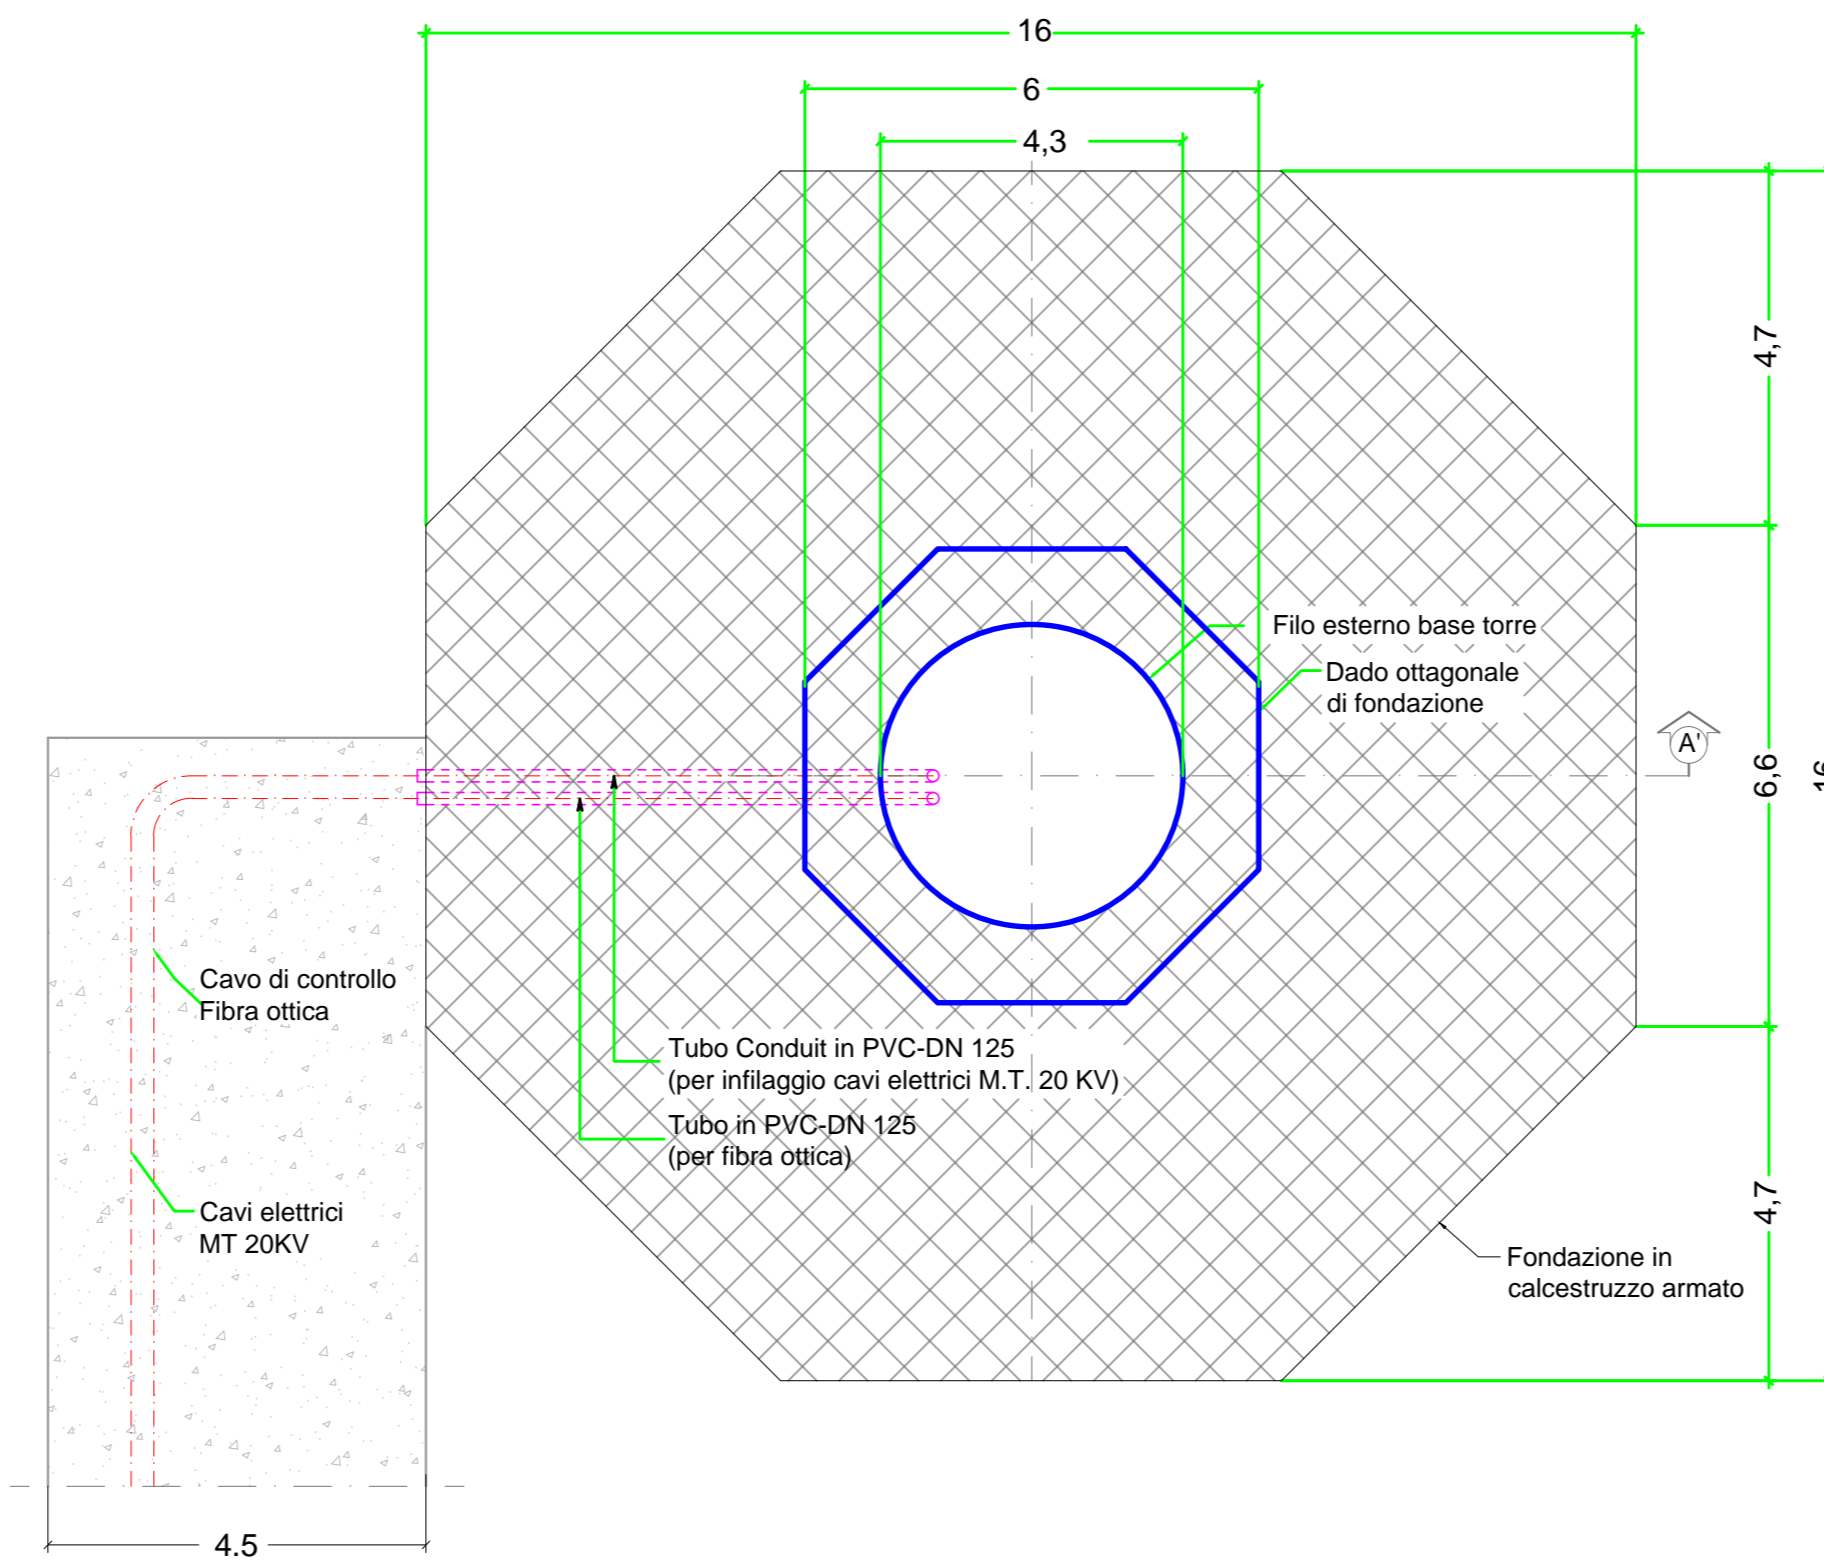 16
6
4,3
4,7
Filo esterno base torre
Dado ottagonale
di fondazione
A'
6,6
Cavo di controllo
Fibra ottica
Tubo Conduit in PVC-DN 125
(per infilaggio cavi elettrici M.T. 20 KV)
Tubo in PVC-DN 125
(per fibra ottica)
Cavi elettrici
MT 20KV
4,7
Fondazione in
calcestruzzo armato
4.5